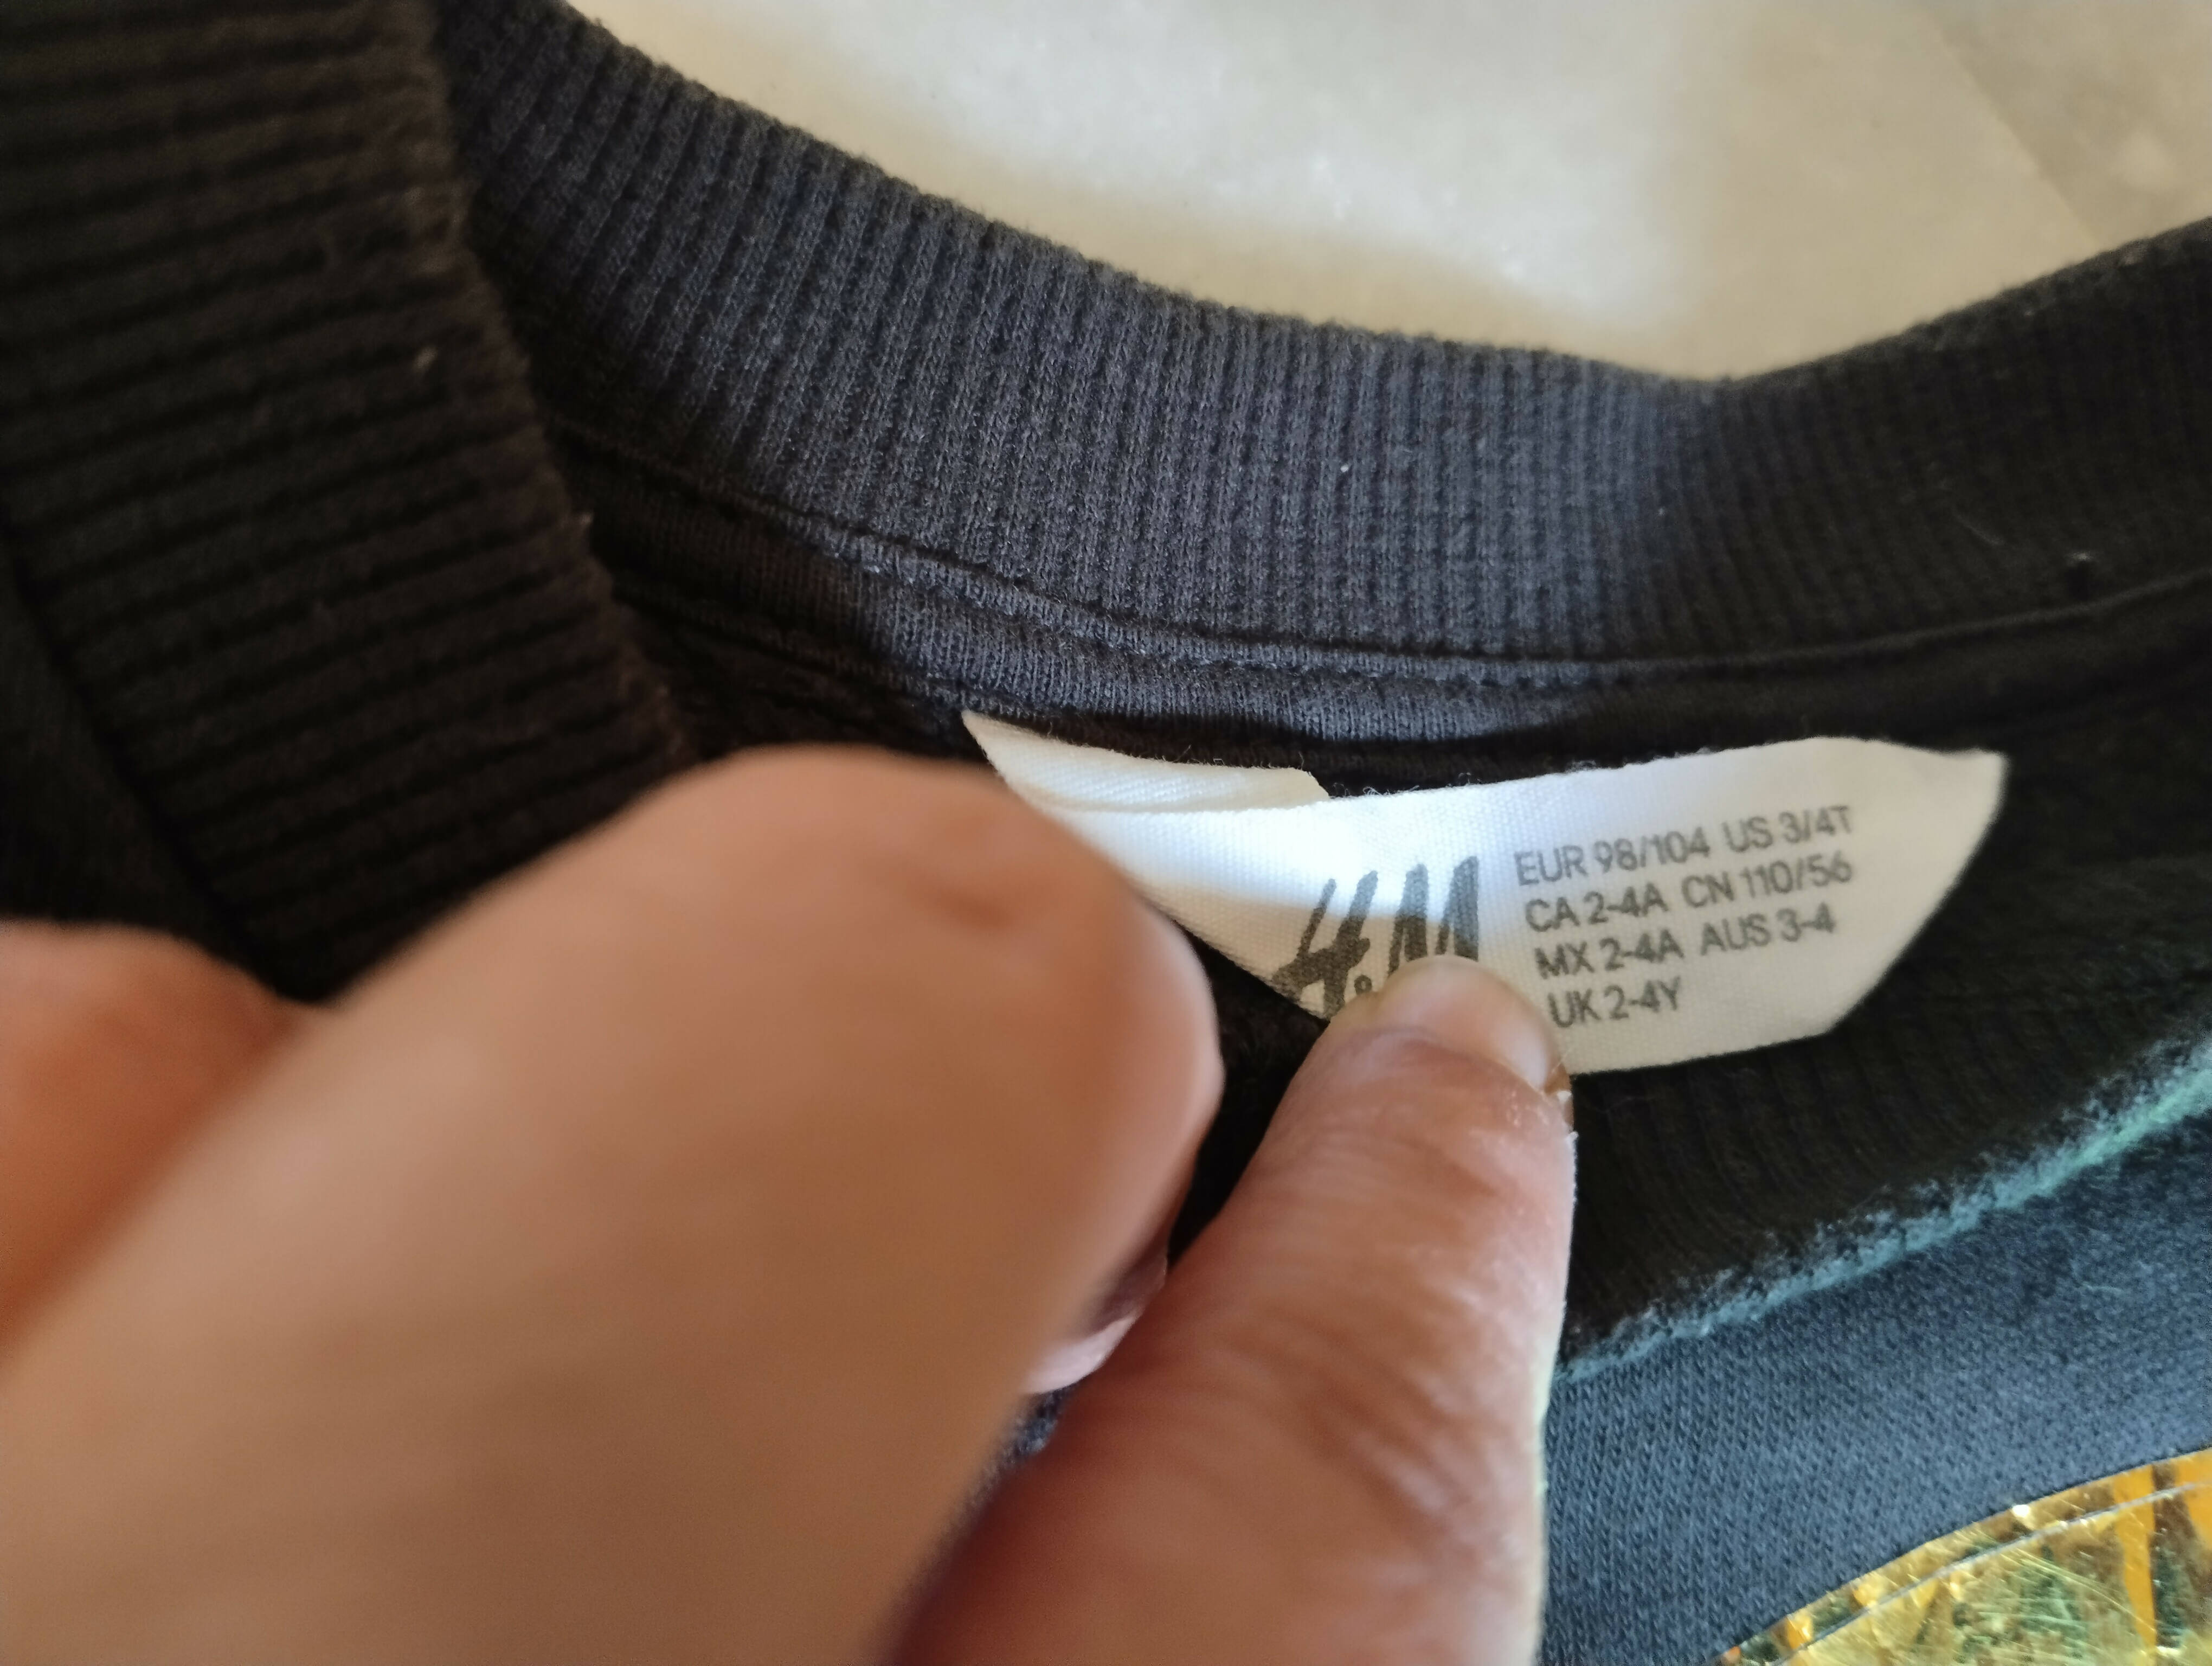 H&M
EUR 98/104 US 3/4T
CA 2-4A CN 110/56
MX 2-4A AUS 3-4
UK 2-4Y